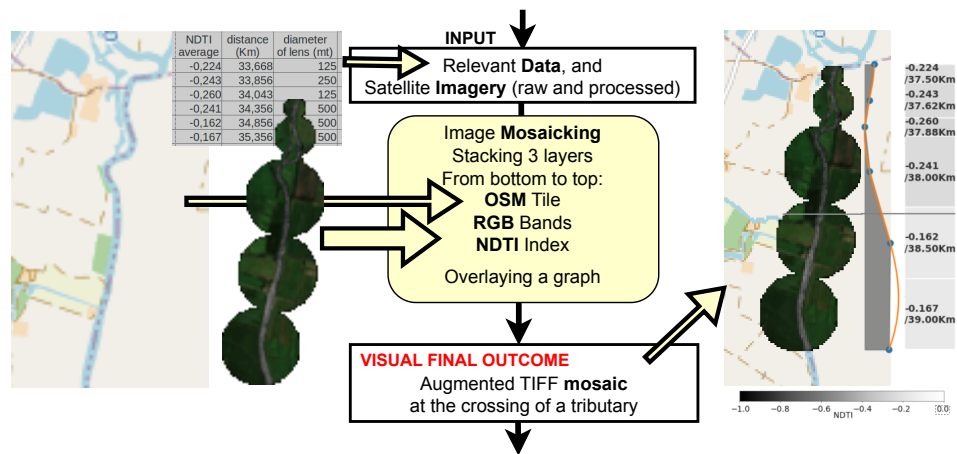 NDTI average distance (Km) diameter of lens (mt)
-0,224 33,668 125
-0,243 33,856 250
-0,260 34,043 125
-0,241 34,356 500
-0,162 34,856 500
-0,167 35,356 500
INPUT
Relevant Data, and
Satellite Imagery (raw and processed)
Image Mosaicking
Stacking 3 layers
From bottom to top:
OSM Tile
RGB Bands
NDTI Index
Overlaying a graph
VISUAL FINAL OUTCOME
Augmented TIFF mosaic
at the crossing of a tributary
-0.224
/37.50Km
-0.243
/37.62Km
-0.260
/37.88Km
-0.241
/38.00Km
-0.162
/38.50Km
-0.167
/39.00Km
-1.0 -0.8 -0.6 -0.4 -0.2 0.0
NDTI